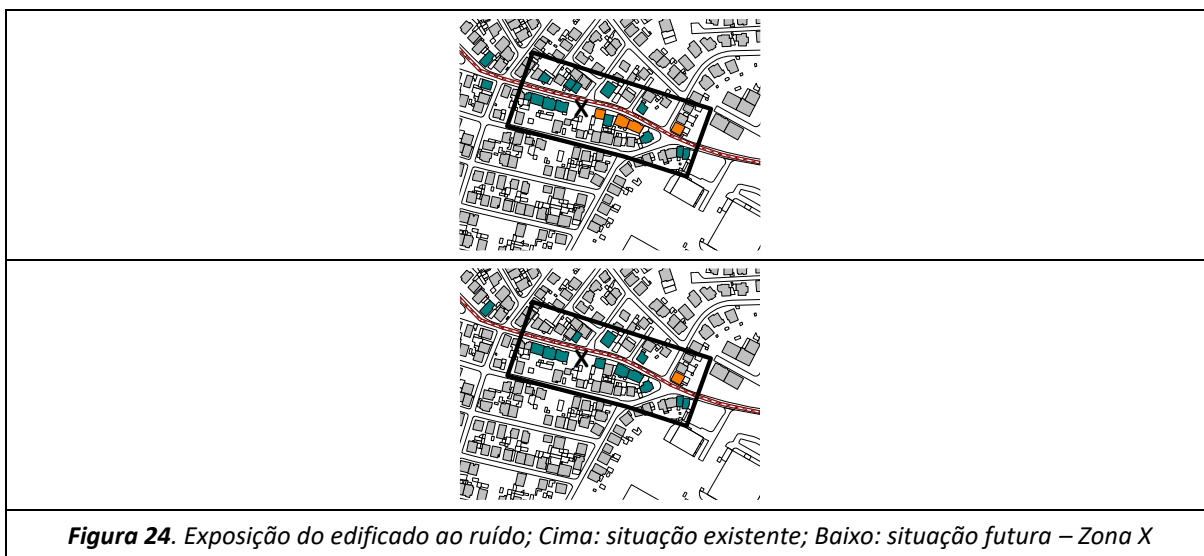 X
X
Figura 24. Exposição do edificado ao ruído; Cima: situação existente; Baixo: situação futura – Zona X